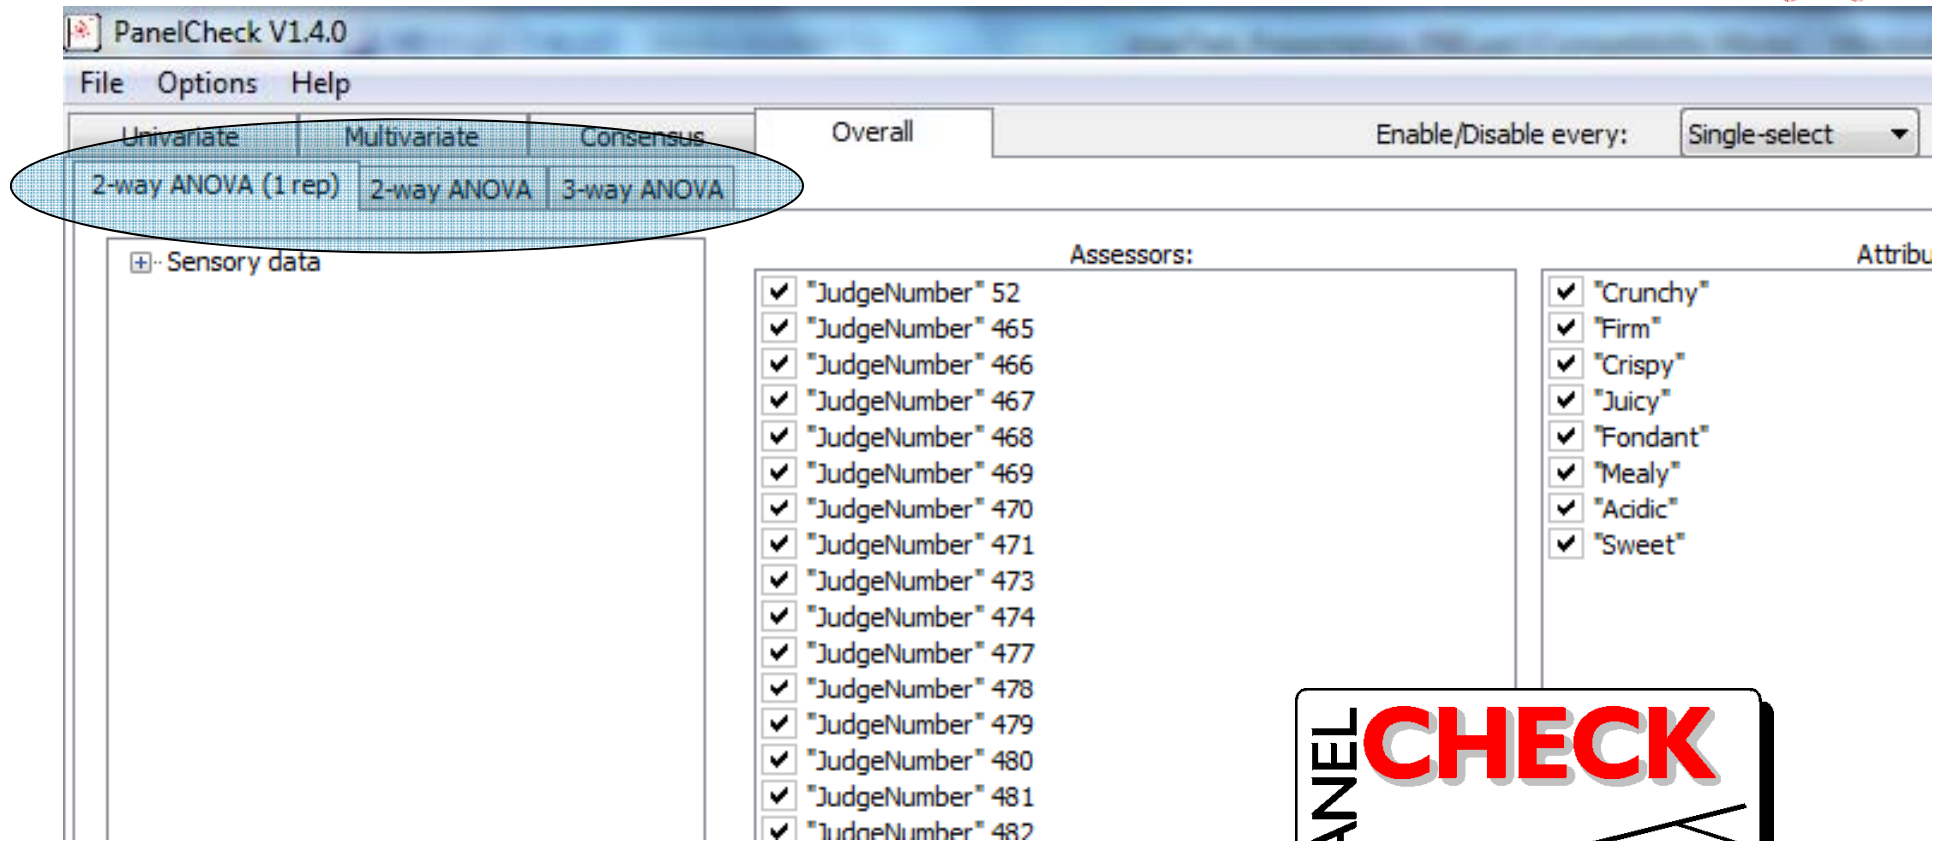 PanelCheck V1.4.0
File Options Help
Univariate Multivariate Consensus Overall Enable/Disable every: Single-select
2-way ANOVA (1 rep) 2-way ANOVA 3-way ANOVA
Sensory data
Assessors:
"JudgeNumber" 52
"JudgeNumber" 465
"JudgeNumber" 466
"JudgeNumber" 467
"JudgeNumber" 468
"JudgeNumber" 469
"JudgeNumber" 470
"JudgeNumber" 471
"JudgeNumber" 473
"JudgeNumber" 474
"JudgeNumber" 477
"JudgeNumber" 478
"JudgeNumber" 479
"JudgeNumber" 480
"JudgeNumber" 481
"JudgeNumber" 482
Attribu
"Crunchy"
"Firm"
"Crispy"
"Juicy"
"Fondant"
"Mealy"
"Acidic"
"Sweet"
ANEL
CHECK